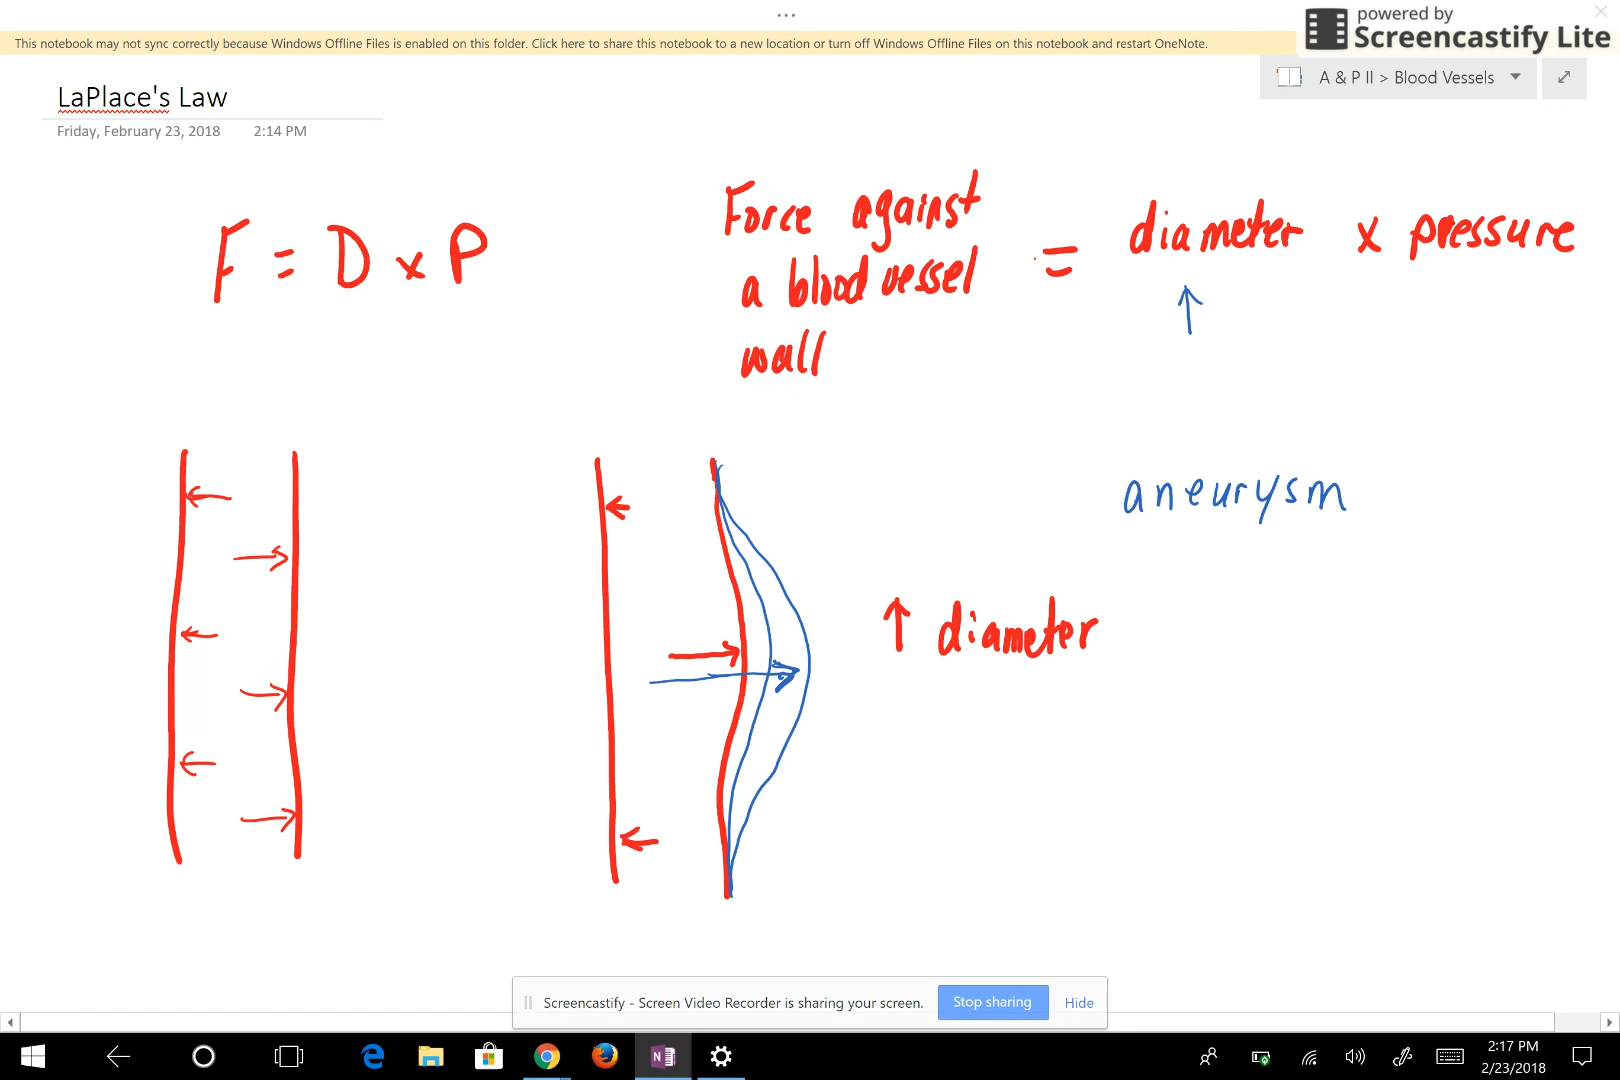 ...
powered by
Screencastify Lite
This notebook may not sync correctly because Windows Offline Files is enabled on this folder. Click here to share this notebook to a new location or turn off Windows Offline Files on this notebook and restart OneNote.
A & P II > Blood Vessels
LaPlace's Law
Friday, February 23, 2018 2:14 PM
F = D x P
Force against
a blood vessel
wall
= diameter x pressure
↑
aneurysm
↑ diameter
Screencastify - Screen Video Recorder is sharing your screen. Stop sharing Hide
2:17 PM
2/23/2018